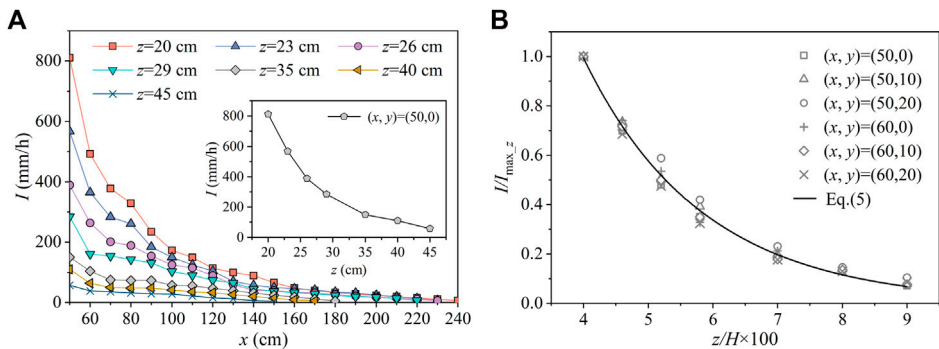 A
z=20 cm z=23 cm z=26 cm
z=29 cm z=35 cm z=40 cm
z=45 cm
I (mm/h)
800
600
400
200
0
60 80 100 120 140 160 180 200 220 240
x (cm)
(x, y)=(50,0)
I (mm/h)
800
600
400
200
0
20 25 30 35 40 45
z (cm)
B
I/Imax_z
1.0
0.8
0.6
0.4
0.2
0.0
4 5 6 7 8 9
z/H×100
(x, y)=(50,0)
(x, y)=(50,10)
(x, y)=(50,20)
(x, y)=(60,0)
(x, y)=(60,10)
(x, y)=(60,20)
Eq.(5)